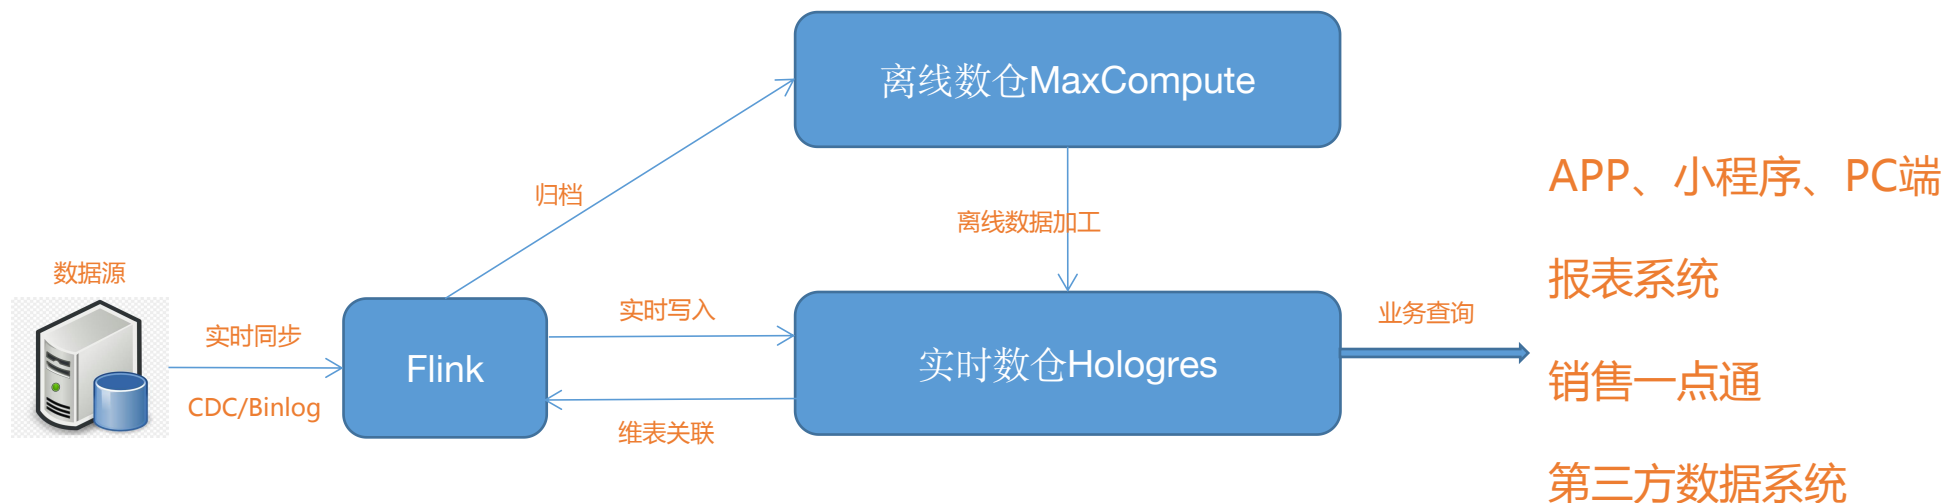 离线数仓MaxCompute
APP、小程序、PC端
归档
离线数据加工
数据源
报表系统
实时写入
业务查询
实时同步
Flink
实时数仓Hologres
销售一点通
CDC/Binlog
维表关联
第三方数据系统